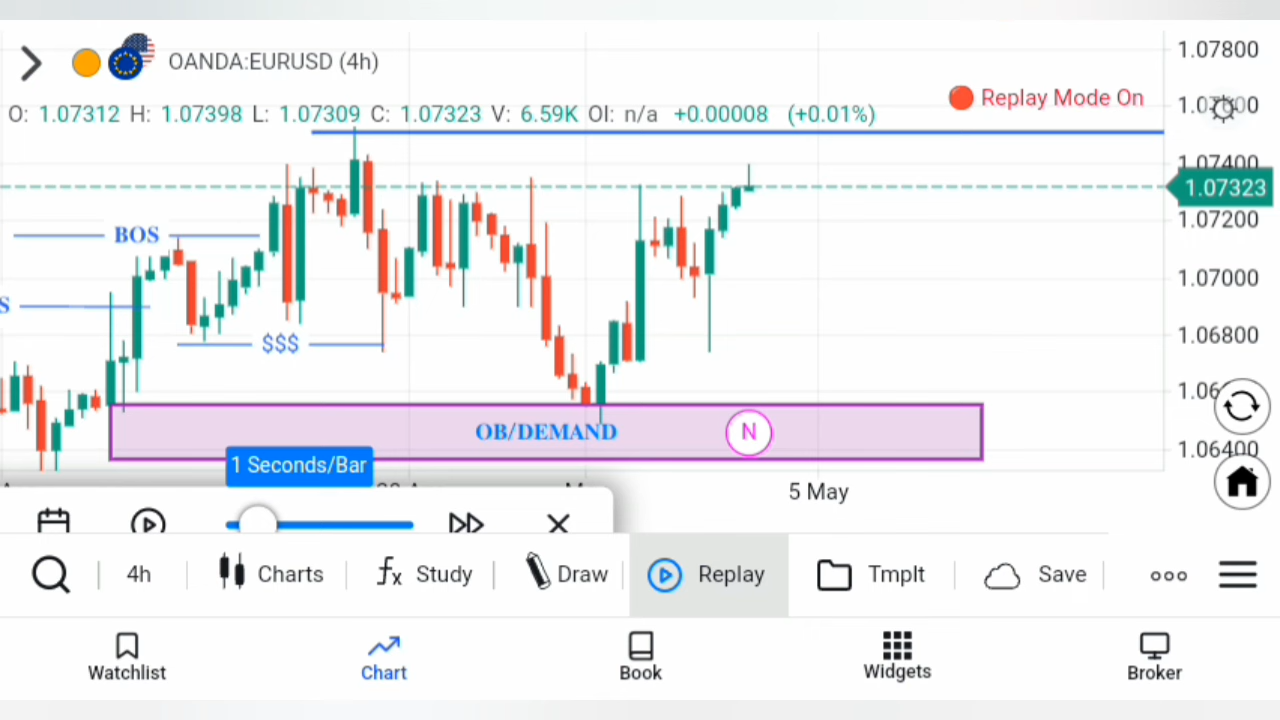 OANDA:EURUSD (4h)
1.07800
Replay Mode On
O: 1.07312 H: 1.07398 L: 1.07309 C: 1.07323 V: 6.59K OI: n/a +0.00008 (+0.01%)
1.07400
1.07323
1.07200
BOS
1.07000
S
$$$
1.06800
OB/DEMAND
N
1.06400
1 Seconds/Bar
5 May
4h
Charts
fx Study
Draw
Replay
Tmplt
Save
Watchlist
Chart
Book
Widgets
Broker